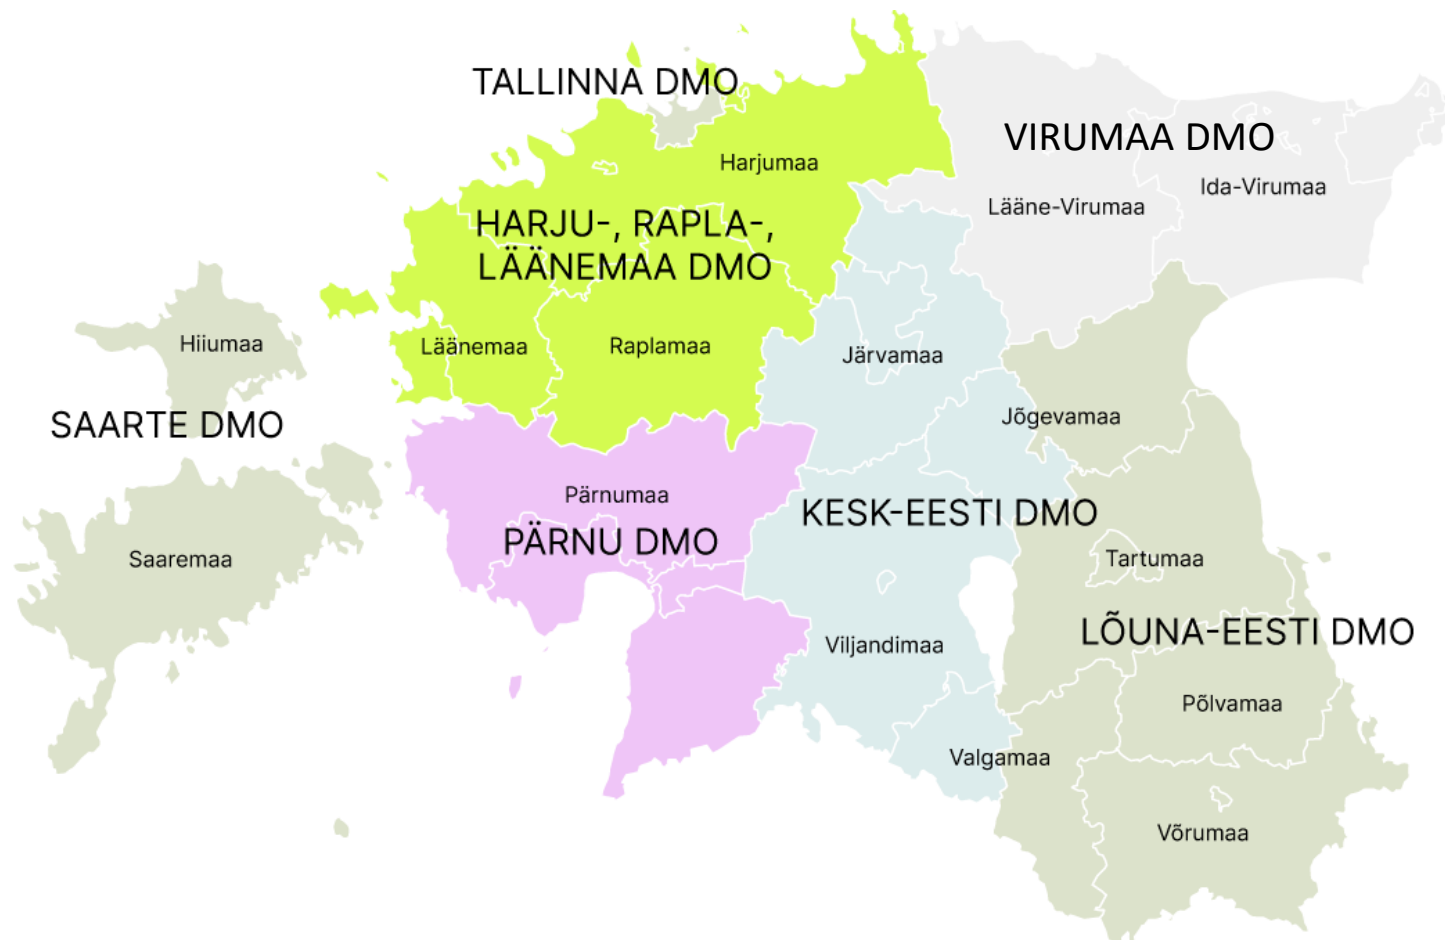 TALLINNA DMO
VIRUMAA DMO
Harjumaa
Ida-Virumaa
Lääne-Virumaa
HARJU-, RAPLA-,
LÄÄNEMAA DMO
Hiiumaa
Läänemaa
Raplamaa
Järvamaa
SAARTE DMO
Jõgevamaa
Pärnumaa
KESK-EESTI DMO
PÄRNU DMO
Saaremaa
Tartumaa
LÕUNA-EESTI DMO
Viljandimaa
Põlvamaa
Valgamaa
Võrumaa